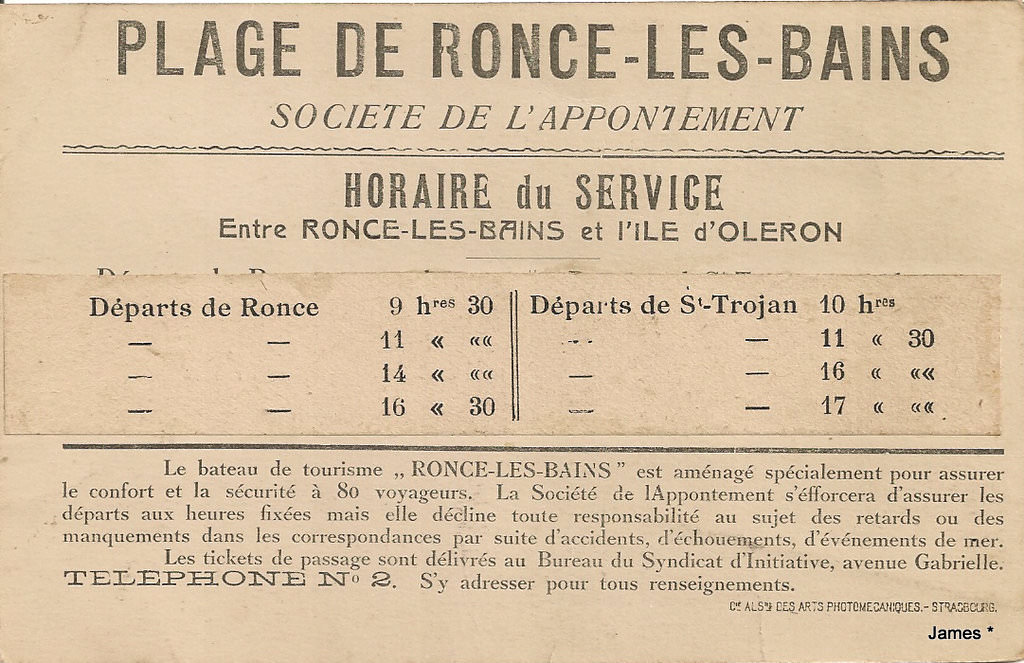 PLAGE DE RONCE-LES-BAINS
SOCIETE DE L'APPONTEMENT
HORAIRE du SERVICE
Entre RONCE-LES-BAINS et l'ILE d'OLERON
Départs de Ronce 9 hres 30 Départs de St-Trojan 10 hres
— — 11 « «« — — 11 « 30
— — 14 « «« — — 16 « ««
— — 16 « 30 — — 17 « ««
Le bateau de tourisme „ RONCE-LES-BAINS " est aménagé spécialement pour assurer
le confort et la sécurité à 80 voyageurs. La Société de lAppontement s'éfforcera d'assurer les
départs aux heures fixées mais elle décline toute responsabilité au sujet des retards ou des
manquements dans les correspondances par suite d'accidents, d'échouements, d'événements de mer.
Les tickets de passage sont délivrés au Bureau du Syndicat d'Initiative, avenue Gabrielle.
TELEPHONE No 2. S'y adresser pour tous renseignements.
Cie ALSne DES ARTS PHOTOMECANIQUES.- STRASBOURG.
James *